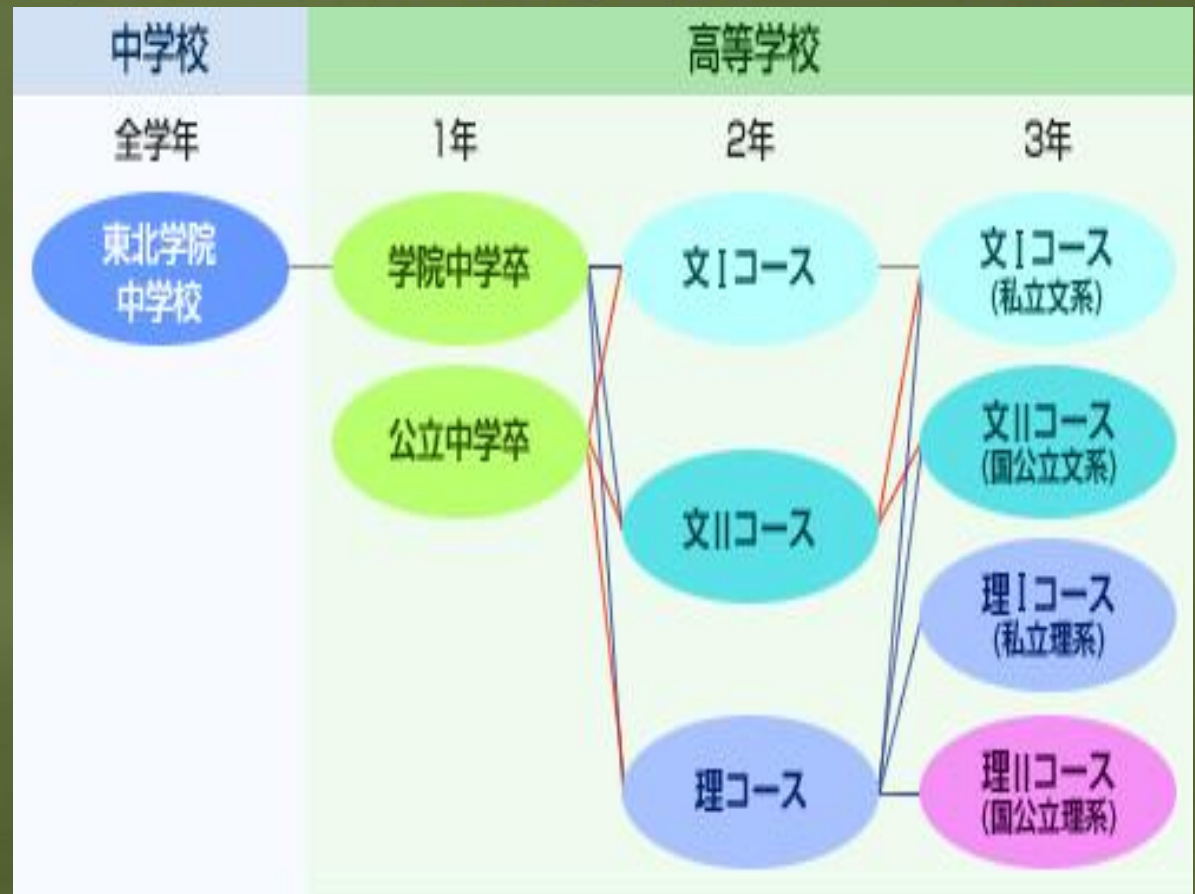 中学校
高等学校
全学年
1年
2年
3年
東北学院
中学校
学院中学卒
公立中学卒
文Iコース
文IIコース
理コース
文Iコース
(私立文系)
文IIコース
(国公立文系)
理Iコース
(私立理系)
理IIコース
(国公立理系)